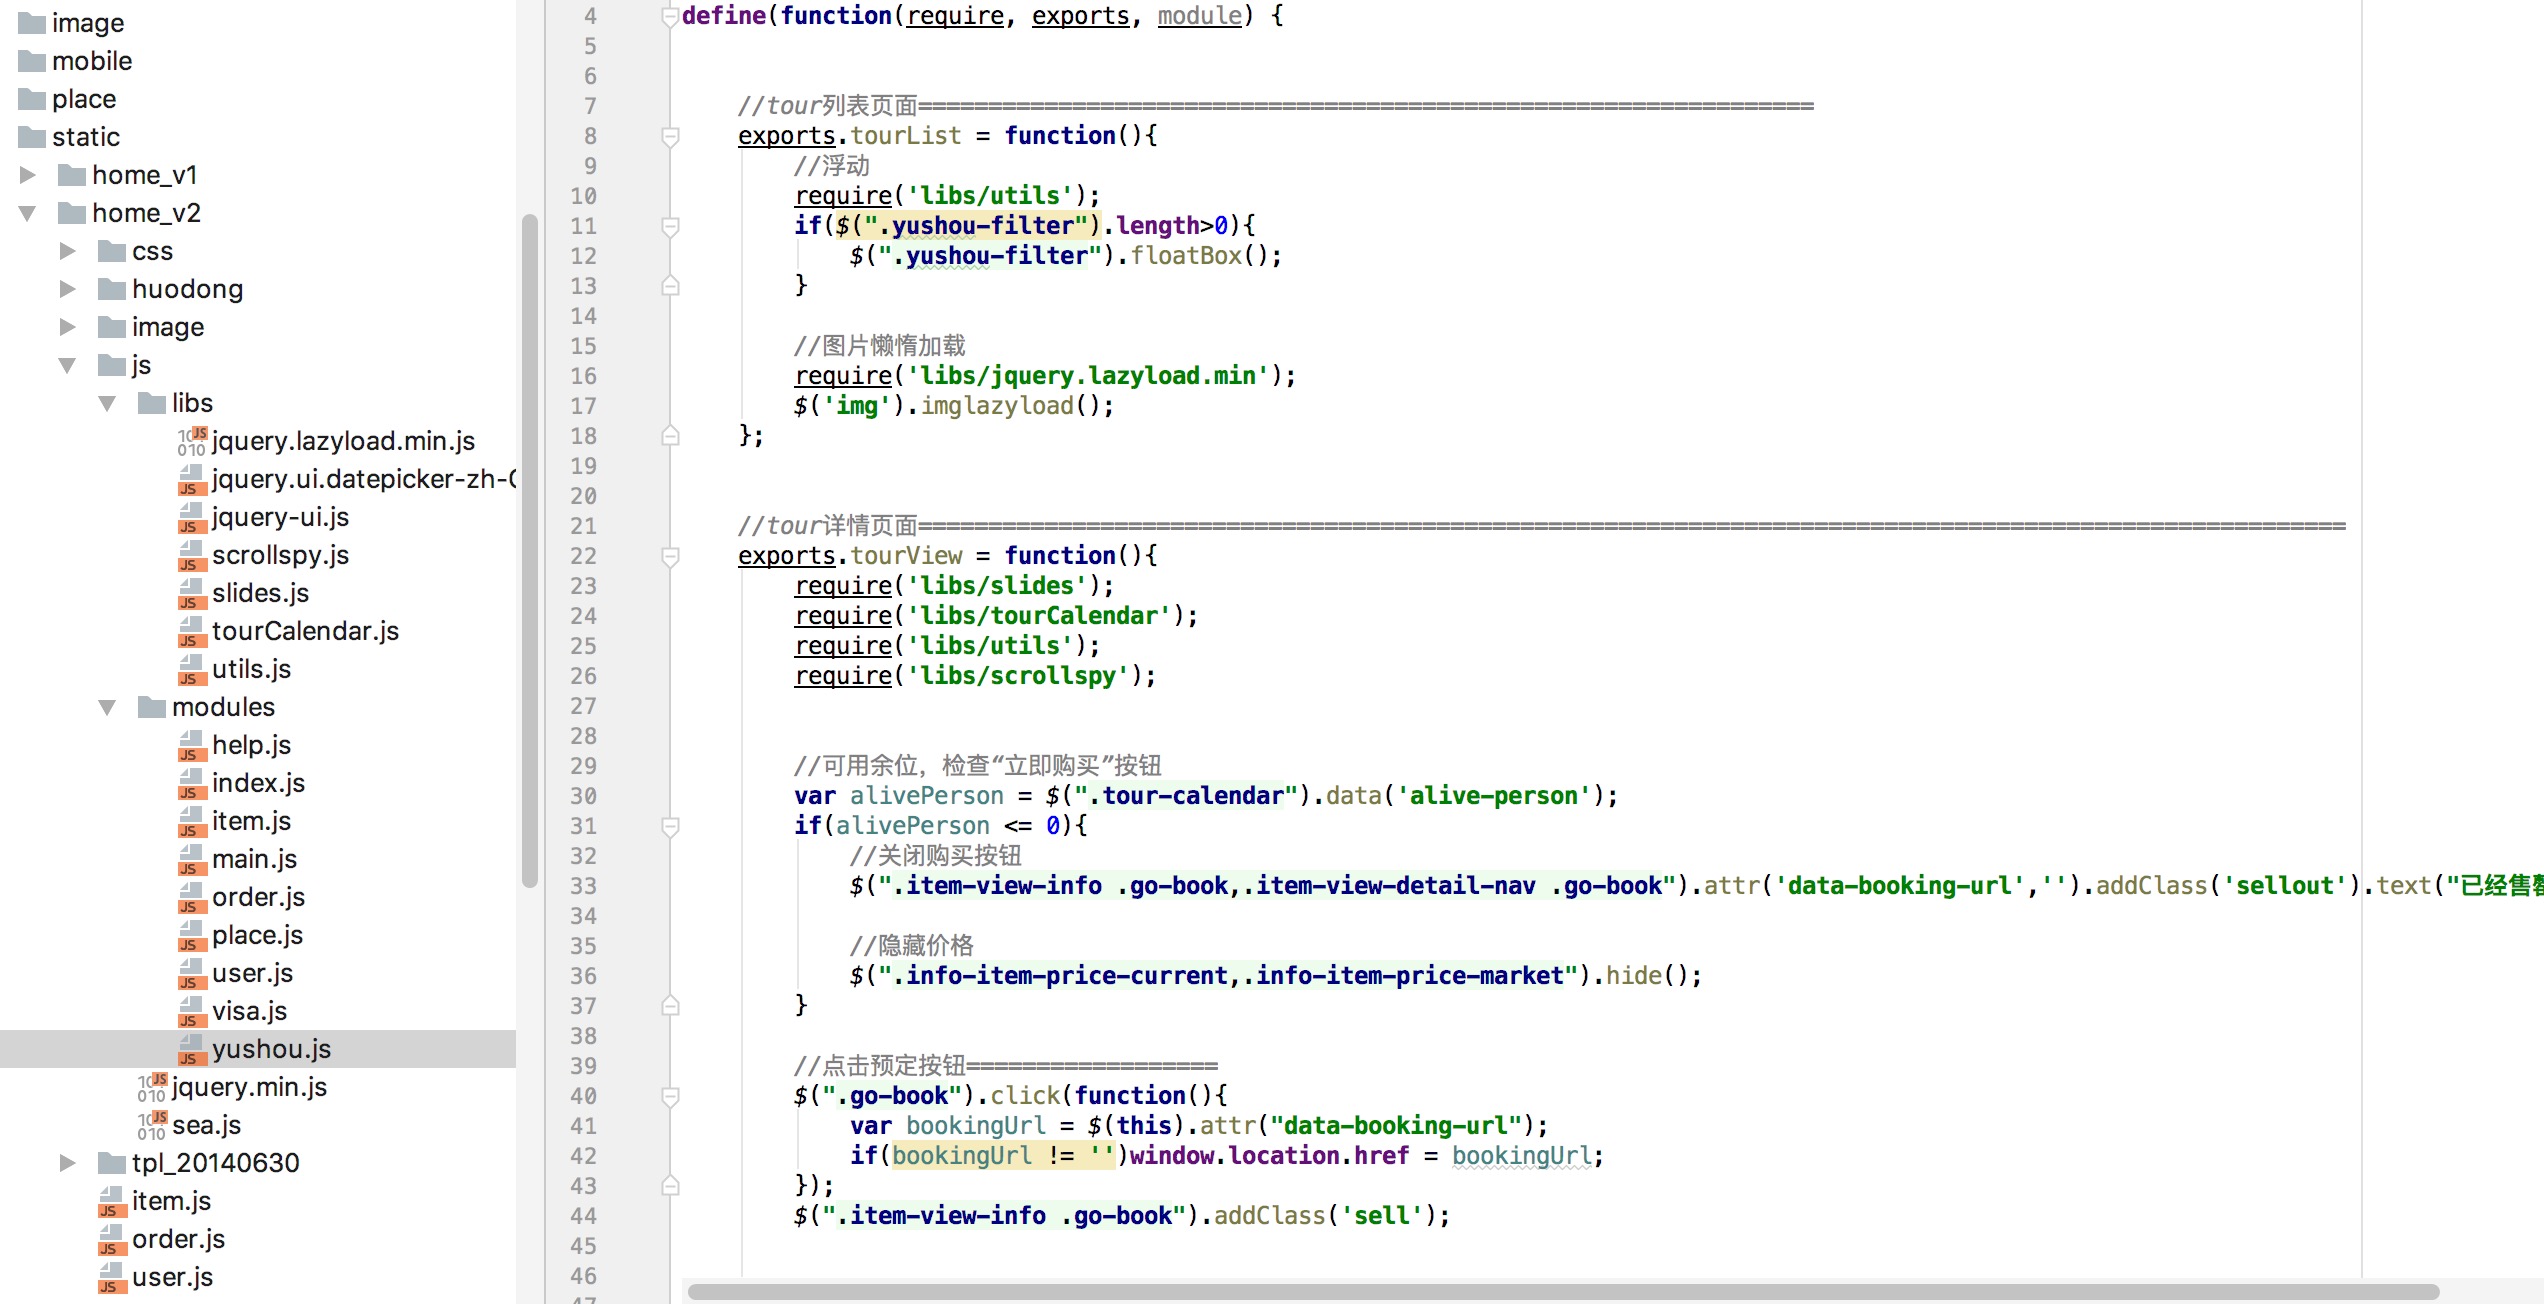 image
mobile
place
static
home_v1
home_v2
css
huodong
image
js
libs
jquery.lazyload.min.js
jquery.ui.datepicker-zh-
jquery-ui.js
scrollspy.js
slides.js
tourCalendar.js
utils.js
modules
help.js
index.js
item.js
main.js
order.js
place.js
user.js
visa.js
yushou.js
jquery.min.js
sea.js
tpl_20140630
item.js
order.js
user.js
4 define(function(require, exports, module) {
5
6
7 //tour列表页面================================================================
8 exports.tourList = function(){
9 //浮动
10 require('libs/utils');
11 if($(".yushou-filter").length>0){
12 $(".yushou-filter").floatBox();
13 }
14
15 //图片懒惰加载
16 require('libs/jquery.lazyload.min');
17 $('img').imglazyload();
18 };
19
20
21 //tour详情页面======================================================================================================
22 exports.tourView = function(){
23 require('libs/slides');
24 require('libs/tourCalendar');
25 require('libs/utils');
26 require('libs/scrollspy');
27
28
29 //可用余位，检查“立即购买”按钮
30 var alivePerson = $(".tour-calendar").data('alive-person');
31 if(alivePerson <= 0){
32 //关闭购买按钮
33 $(".item-view-info .go-book,.item-view-detail-nav .go-book").attr('data-booking-url','').addClass('sellout').text("已经售罄
34
35 //隐藏价格
36 $(".info-item-price-current,.info-item-price-market").hide();
37 }
38
39 //点击预定按钮==================
40 $(".go-book").click(function(){
41 var bookingUrl = $(this).attr("data-booking-url");
42 if(bookingUrl != '')window.location.href = bookingUrl;
43 });
44 $(".item-view-info .go-book").addClass('sell');
45
46
47